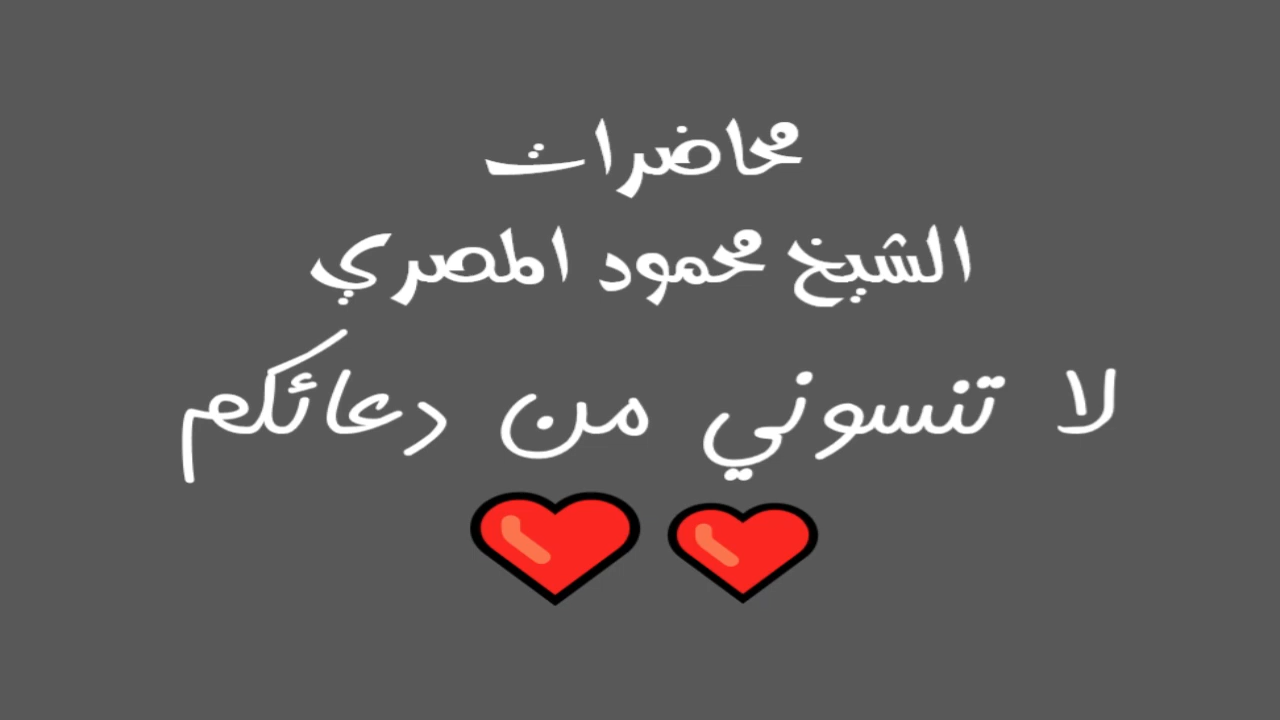 محاضرات
الشيخ محمود المصري
لا تنسوني من دعائكم